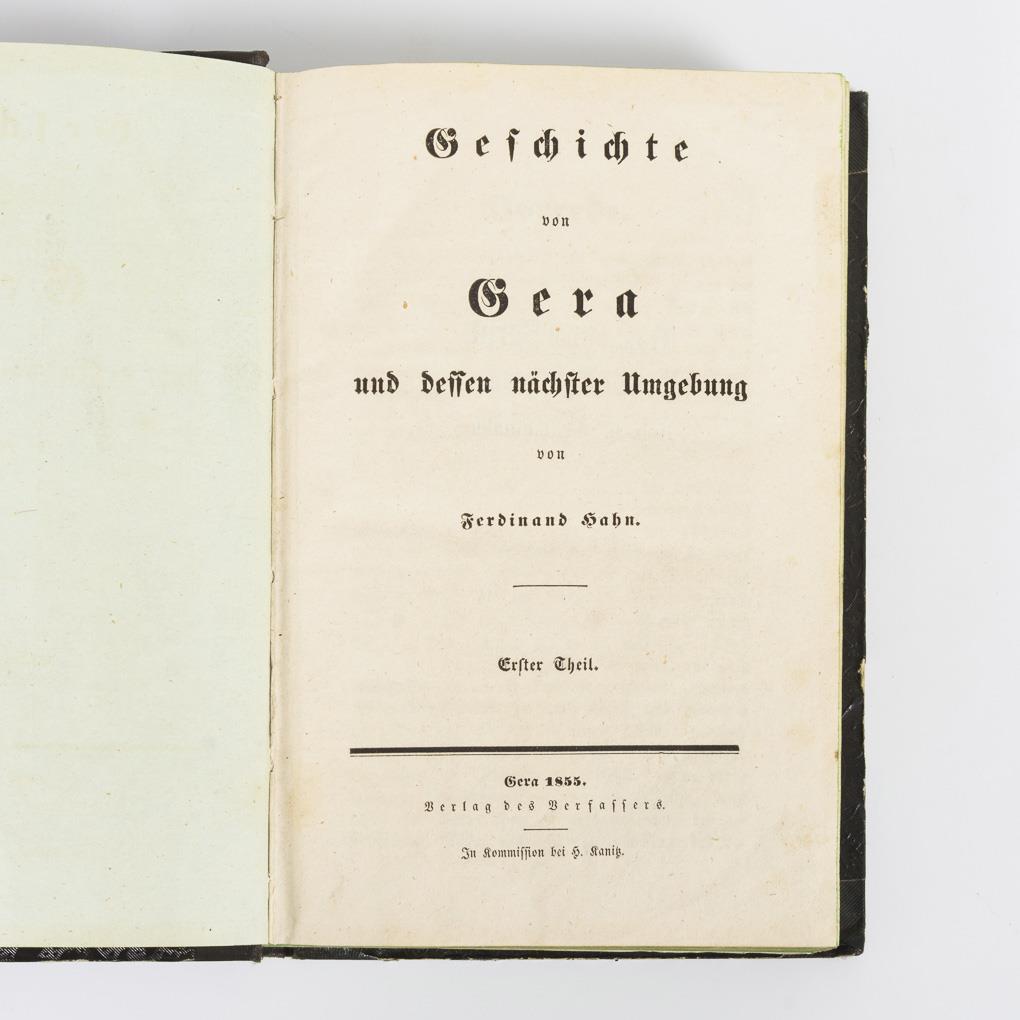 Geschichte
von
Gera
und dessen nächster Umgebung
von
Ferdinand Hahn.
Erster Theil.
Gera 1855.
Verlag des Verfassers.
In Kommission bei H. Kanitz.